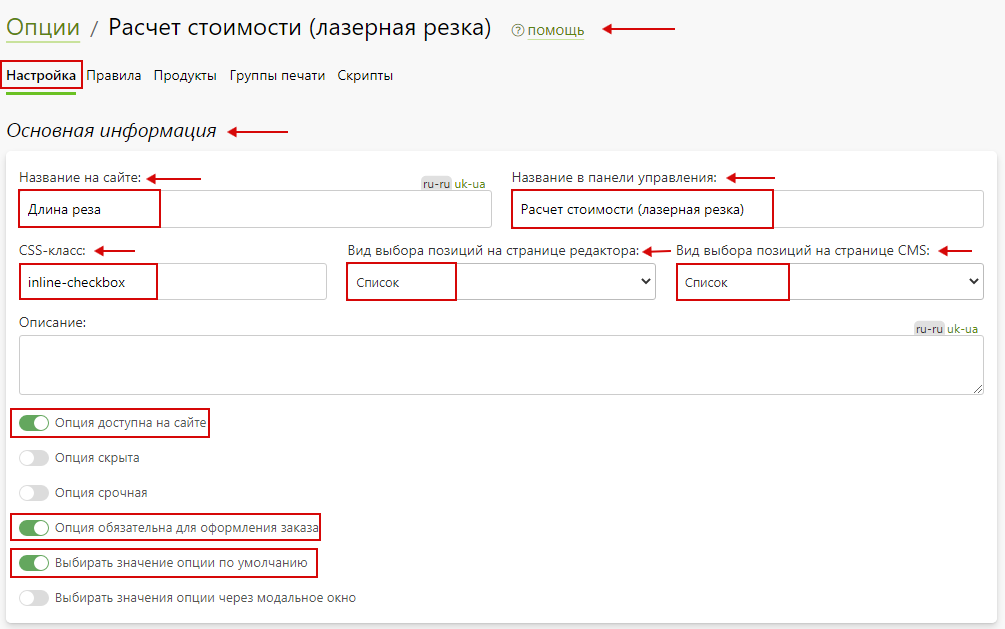 Опции / Расчет стоимости (лазерная резка) ? помощь
Настройка Правила Продукты Группы печати Скрипты
Основная информация
Название на сайте: ru-ru uk-ua Название в панели управления:
Длина реза Расчет стоимости (лазерная резка)
CSS-класс: Вид выбора позиций на странице редактора: Вид выбора позиций на странице CMS:
inline-checkbox Список Список
Описание: ru-ru uk-ua
Опция доступна на сайте
Опция скрыта
Опция срочная
Опция обязательна для оформления заказа
Выбирать значение опции по умолчанию
Выбирать значения опции через модальное окно